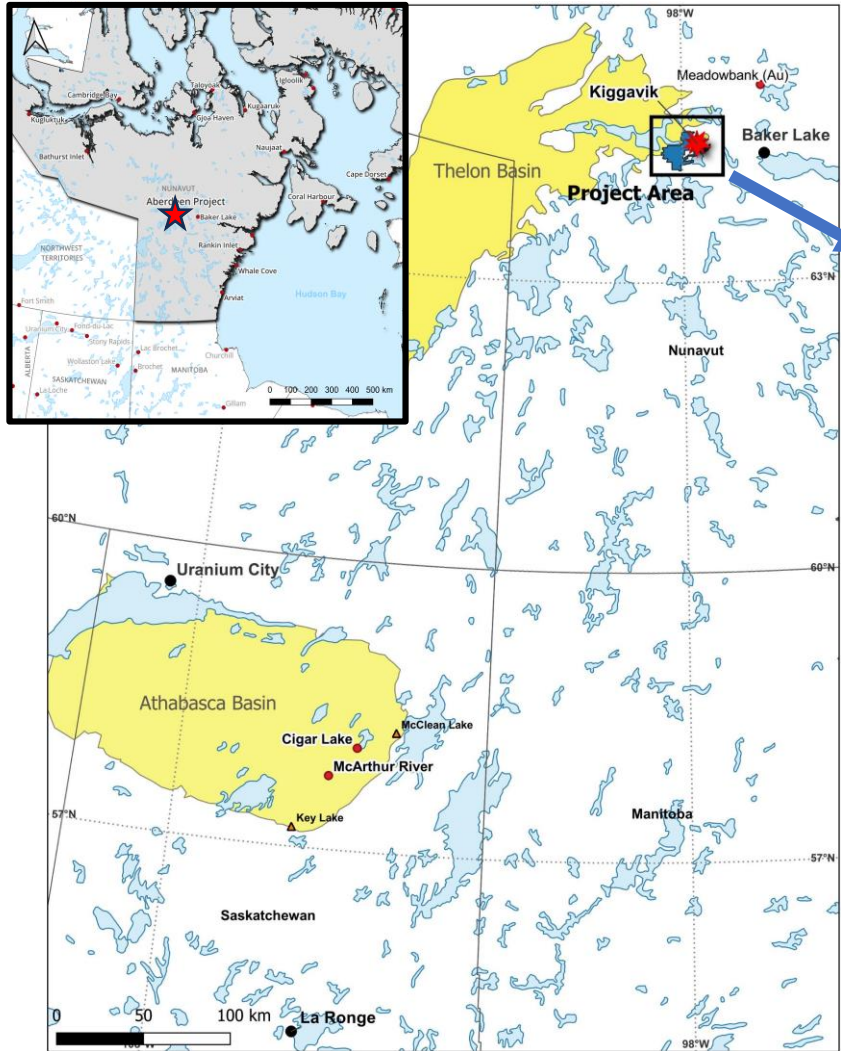 Cambridge Bay
Taloyoak
Igloolik
Kugluktuk
Gjoa Haven
Kugaaruk
Bathurst Inlet
Naujaat
Cape Dorset
NUNAVUT
Aberdeen Project
Baker Lake
Coral Harbour
NORTHWEST
TERRITORIES
Rankin Inlet
Whale Cove
Arviat
Hudson Bay
Fort Smith
Uranium City
Fond-du-Lac
Stony Rapids
ALBERTA
Wollaston Lake
Lac Brochet
Churchill
SASKATCHEWAN
Brochet
MANITOBA
La Loche
Gillam
0 100 200 300 400 500 km
98°W
Meadowbank (Au)
Kiggavik
Baker Lake
Thelon Basin
Project Area
63°N
Nunavut
60°N
60°N
Uranium City
Athabasca Basin
McClean Lake
Cigar Lake
McArthur River
57°N
Key Lake
Manitoba
57°N
Saskatchewan
0 50 100 km
La Ronge
98°W